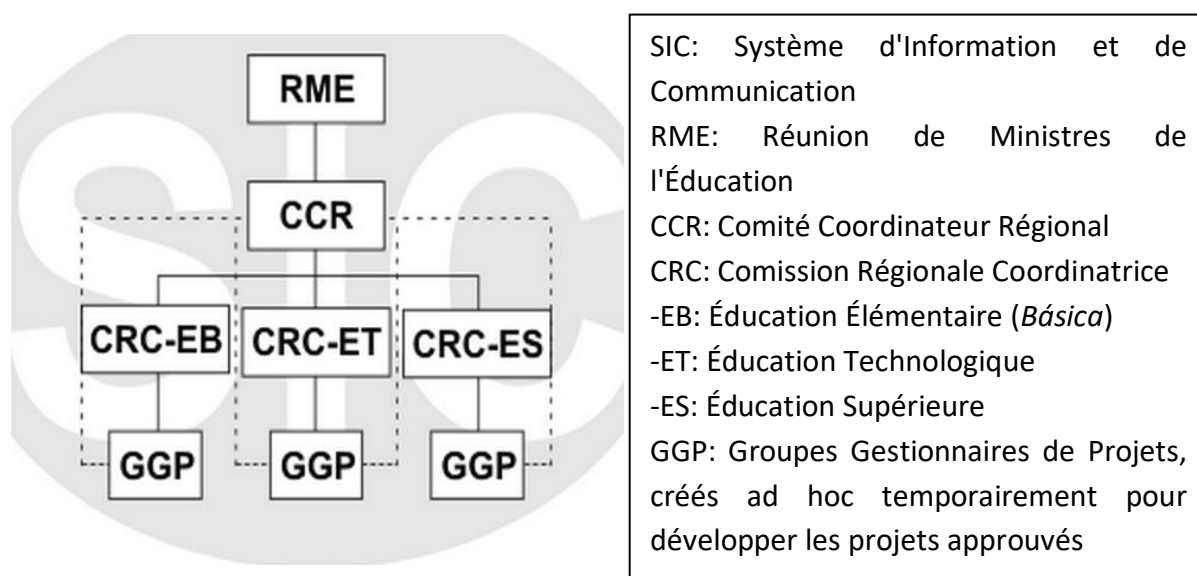 SIC
RME
CCR
CRC-EB CRC-ET CRC-ES
GGP GGP GGP
SIC: Système d'Information et de
Communication
RME: Réunion de Ministres de
l'Éducation
CCR: Comité Coordinateur Régional
CRC: Comission Régionale Coordinatrice
-EB: Éducation Élémentaire (Básica)
-ET: Éducation Technologique
-ES: Éducation Supérieure
GGP: Groupes Gestionnaires de Projets,
créés ad hoc temporairement pour
développer les projets approuvés